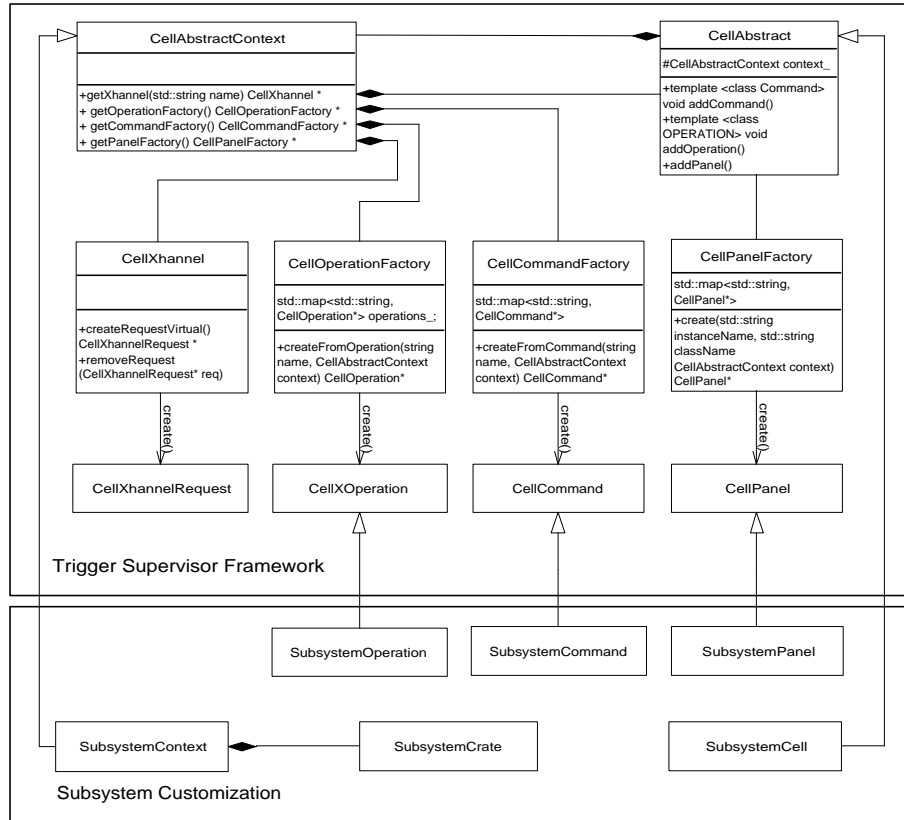 CellAbstractContext
+getXhannel(std::string name) CellXhannel *
+ getOperationFactory() CellOperationFactory *
+ getCommandFactory() CellCommandFactory *
+ getPanelFactory() CellPanelFactory *
CellAbstract
#CellAbstractContext context_
+template <class Command>
void addCommand()
+template <class
OPERATION> void
addOperation()
+addPanel()
CellXhannel
+createRequestVirtual()
CellXhannelRequest *
+removeRequest
(CellXhannelRequest* req)
CellOperationFactory
std::map<std::string,
CellOperation*> operations_;
+createFromOperation(string
name, CellAbstractContext
context) CellOperation*
CellCommandFactory
std::map<std::string,
CellCommand*>
+createFromCommand(string
name, CellAbstractContext
context) CellCommand*
CellPanelFactory
std::map<std::string,
CellPanel*>
+create(std::string
instanceName, std::string
className
CellAbstractContext context)
CellPanel*
create()
create()
create()
create()
CellXhannelRequest
CellXOperation
CellCommand
CellPanel
Trigger Supervisor Framework
SubsystemOperation
SubsystemCommand
SubsystemPanel
SubsystemContext
SubsystemCrate
SubsystemCell
Subsystem Customization